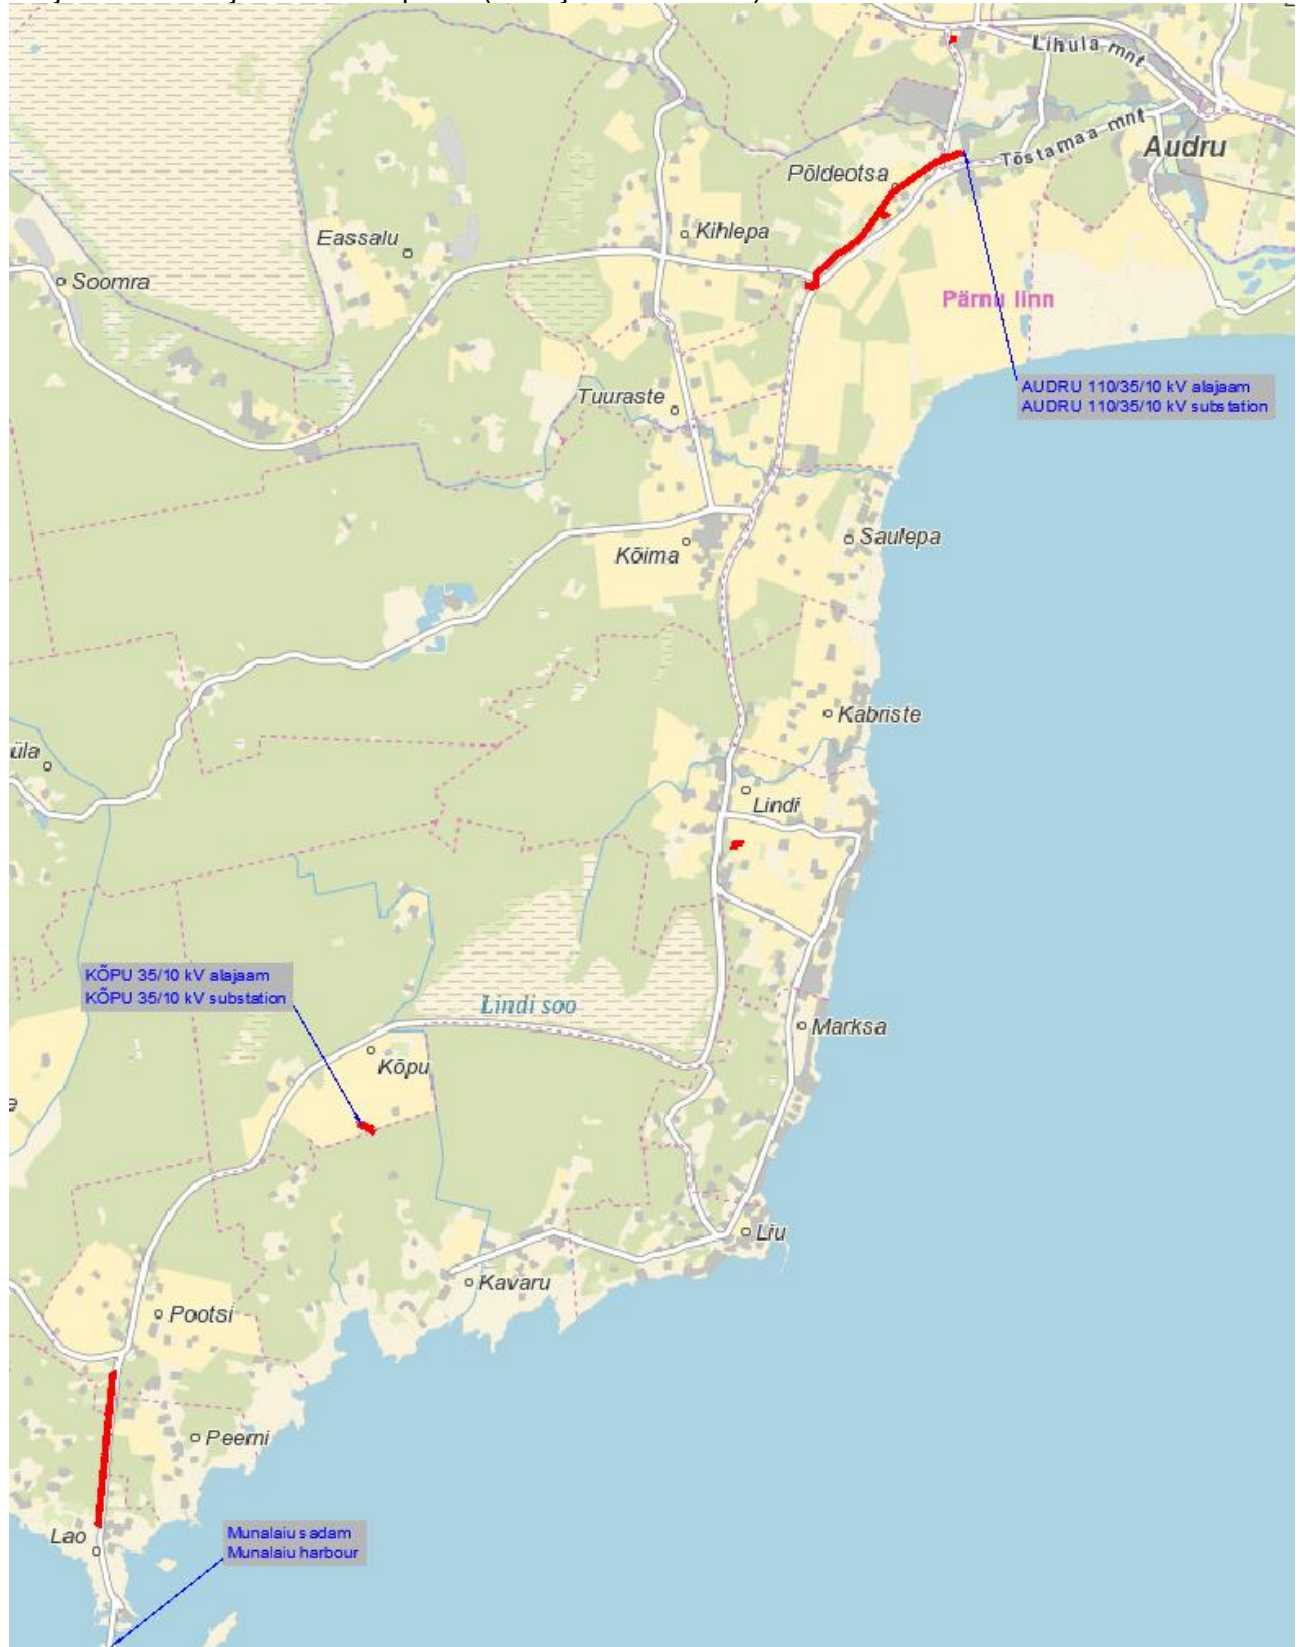 Lihula mnt
Tõstamaa mnt
Audru
Põldeotsa
Kihlepa
Eassalu
Soomra
Pärnu linn
AUDRU 110/35/10 kV alajaam
AUDRU 110/35/10 kV substation
Tuuraste
Saulepa
Kõima
Kabriste
üla
Lindi
KÕPU 35/10 kV alajaam
KÕPU 35/10 kV substation
Lindi soo
Marksa
Kõpu
Liu
Kavaru
Pootsi
Peerni
Lao
Munalaiu sadam
Munalaiu harbour